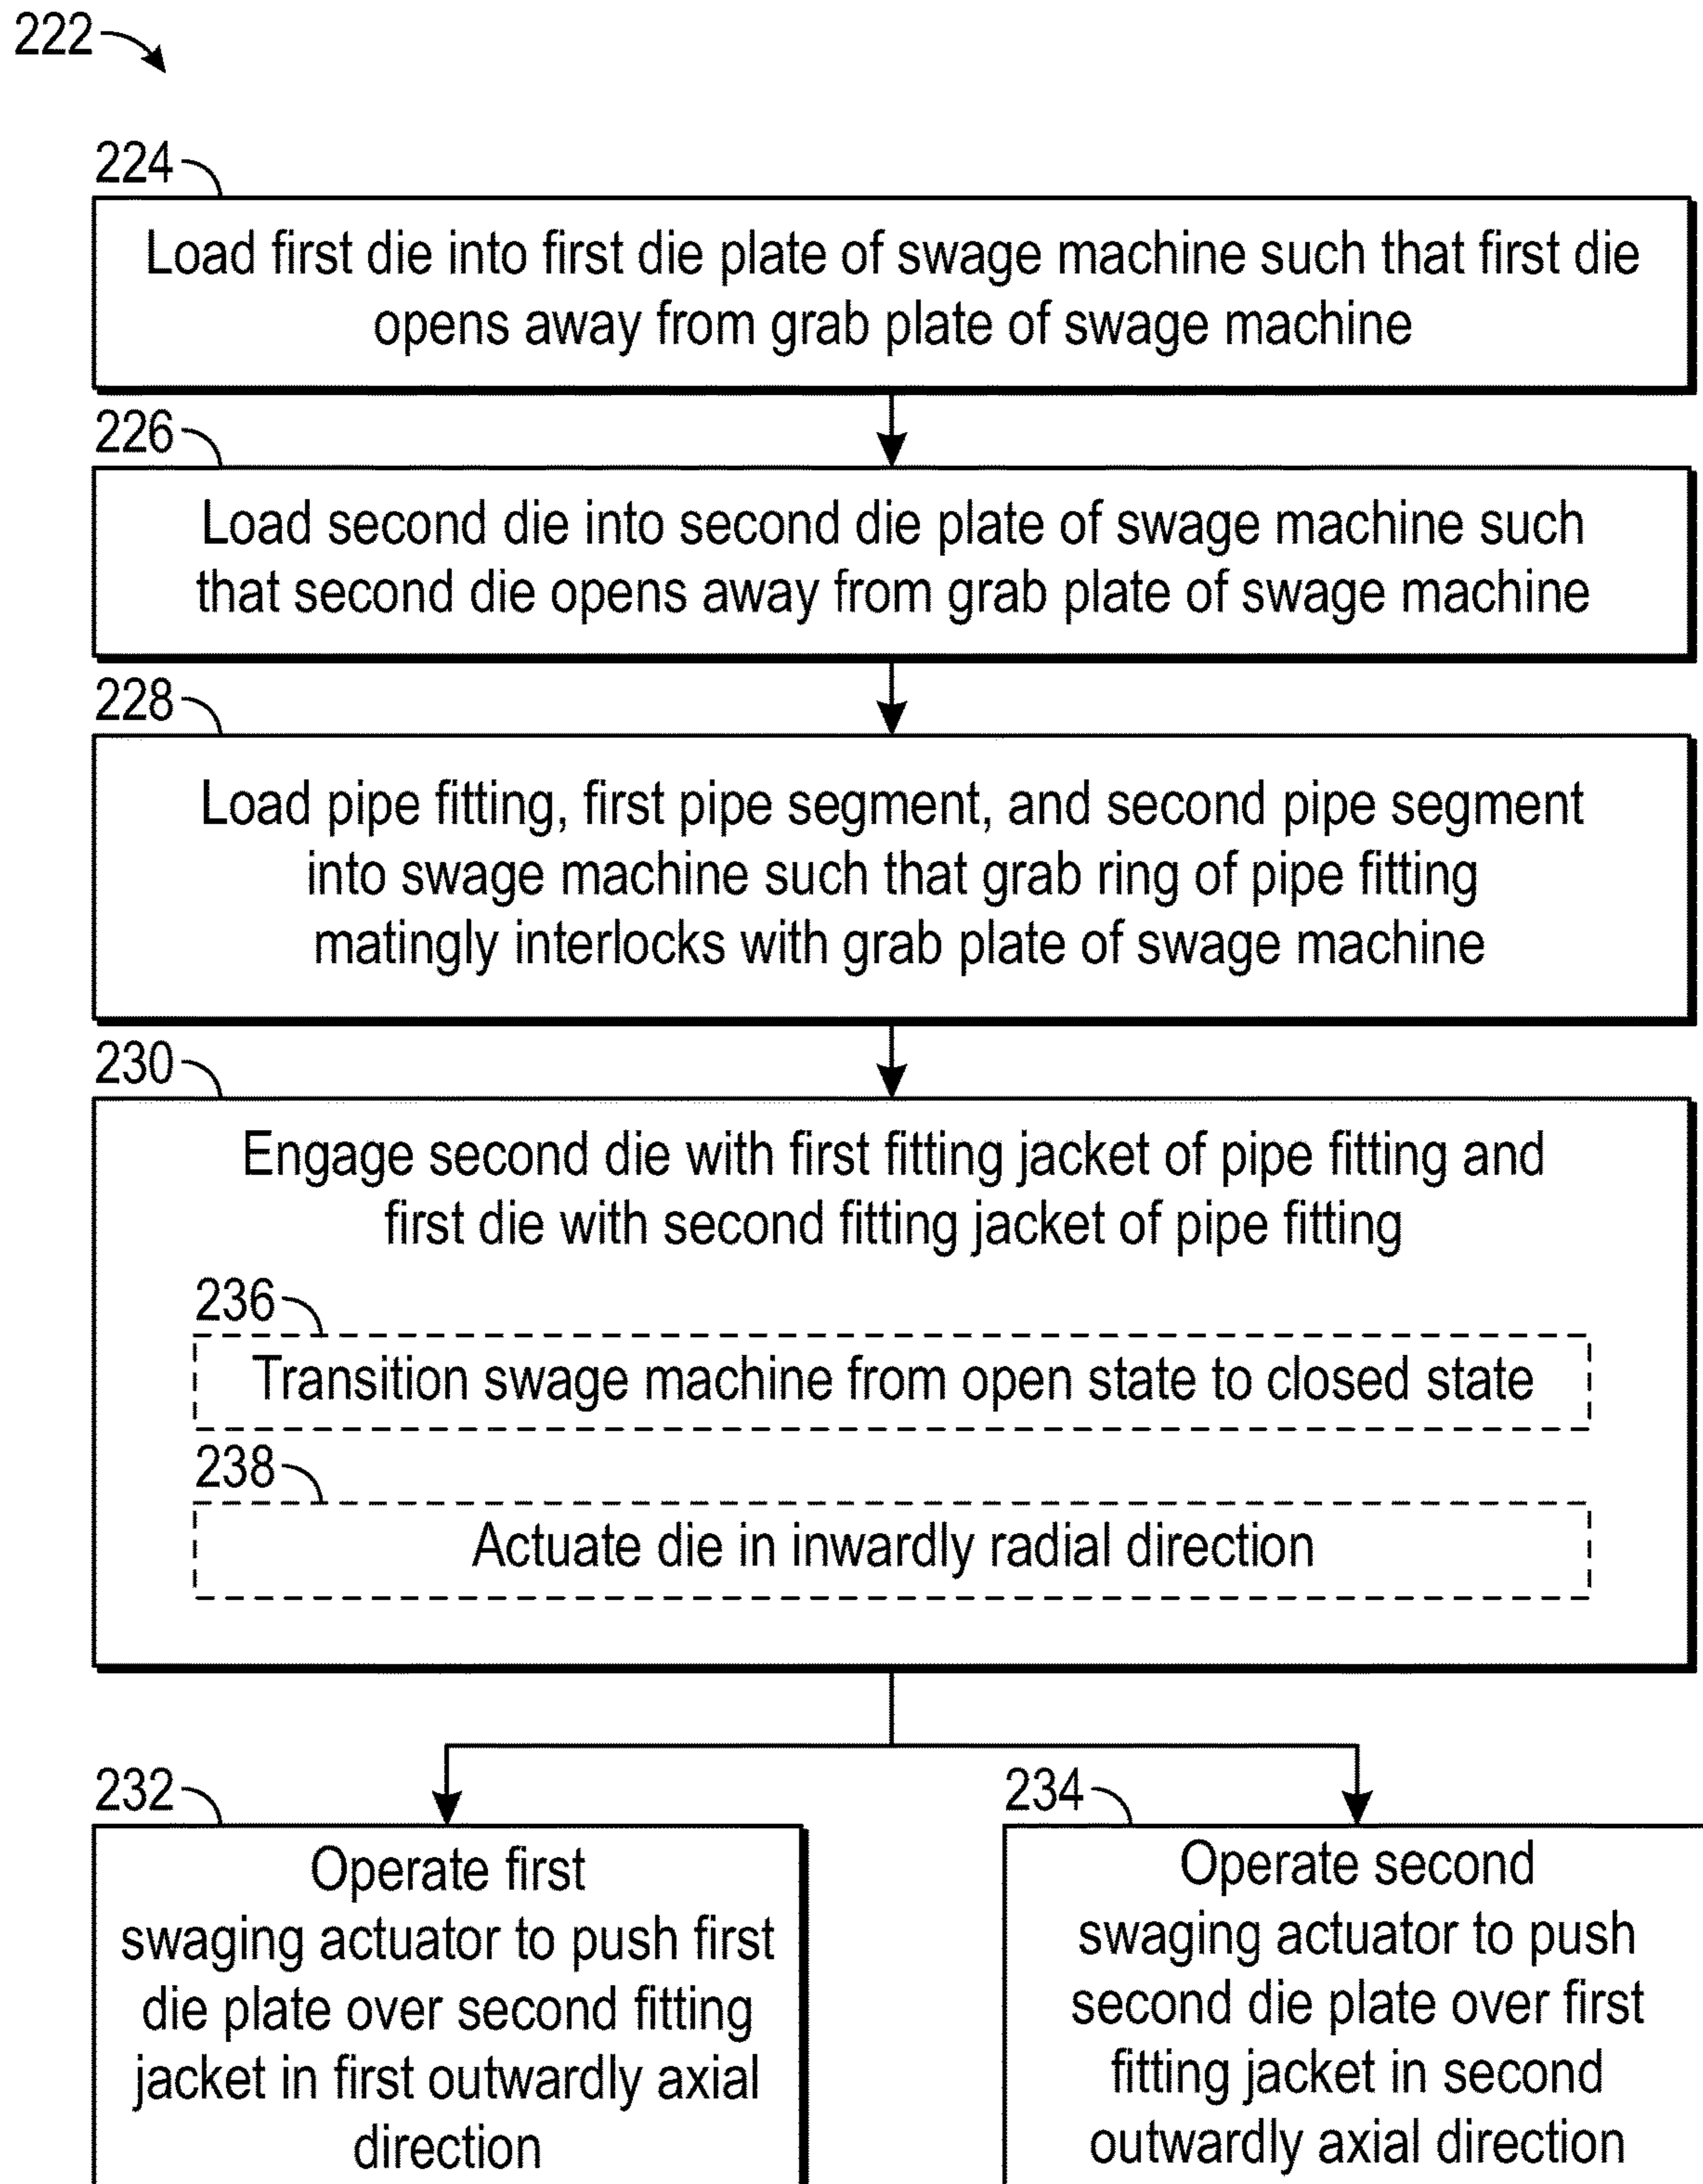 222
224
Load first die into first die plate of swage machine such that first die
opens away from grab plate of swage machine
226
Load second die into second die plate of swage machine such
that second die opens away from grab plate of swage machine
228
Load pipe fitting, first pipe segment, and second pipe segment
into swage machine such that grab ring of pipe fitting
matingly interlocks with grab plate of swage machine
230
Engage second die with first fitting jacket of pipe fitting and
first die with second fitting jacket of pipe fitting
236
Transition swage machine from open state to closed state
238
Actuate die in inwardly radial direction
232
Operate first
swaging actuator to push first
die plate over second fitting
jacket in first outwardly axial
direction
234
Operate second
swaging actuator to push
second die plate over first
fitting jacket in second
outwardly axial direction